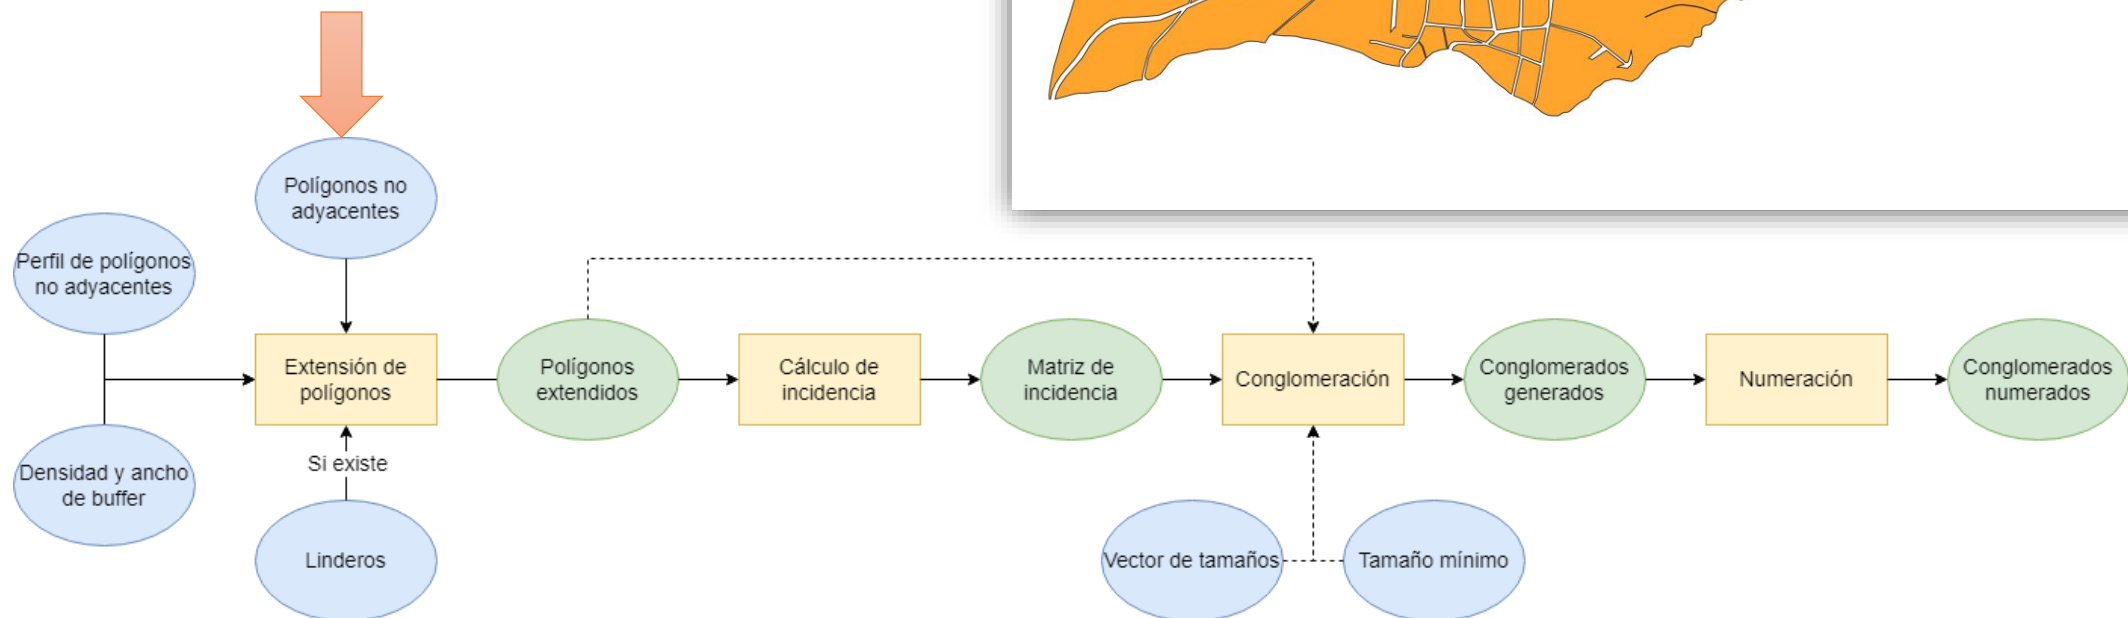 Polígonos no
adyacentes
Perfil de polígonos
no adyacentes
Extensión de
polígonos
Polígonos
extendidos
Cálculo de
incidencia
Matriz de
incidencia
Conglomeración
Conglomerados
generados
Numeración
Conglomerados
numerados
Si existe
Densidad y ancho
de buffer
Linderos
Vector de tamaños
Tamaño mínimo